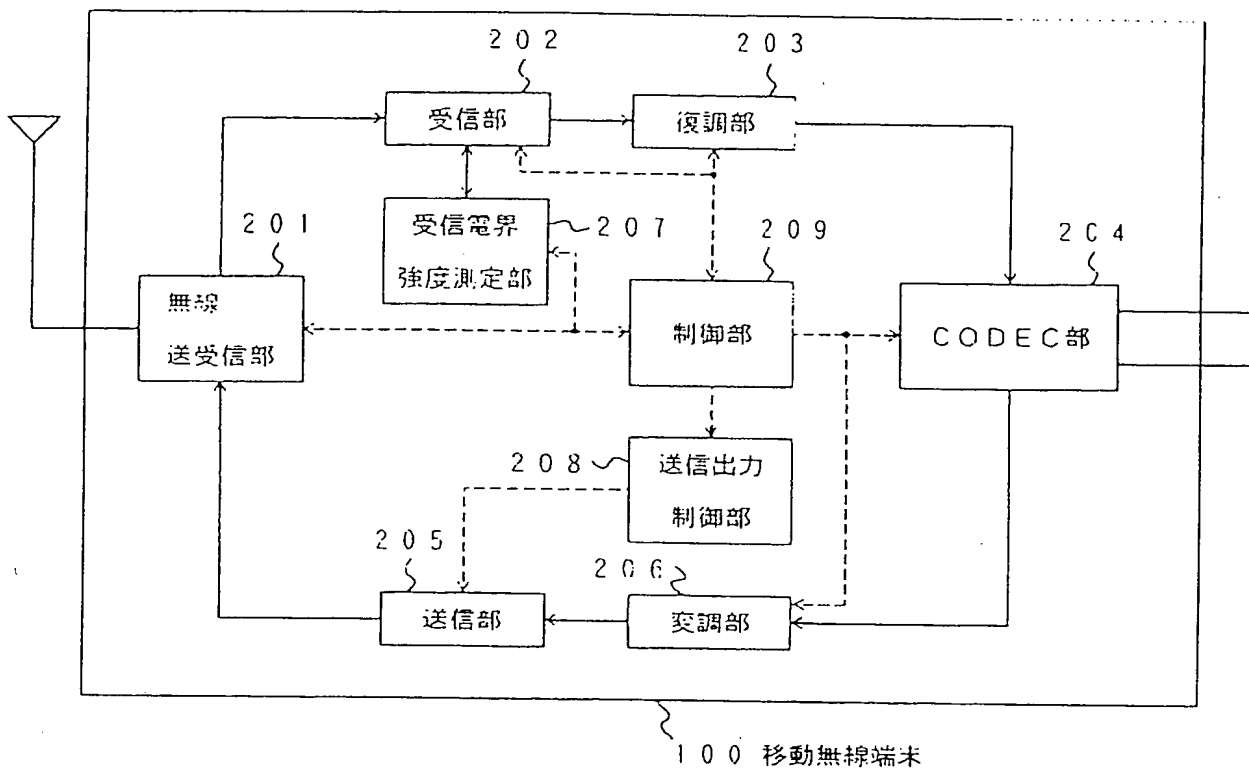 202
203
受信部
復調部
201
受信電界
強度測定部
207
209
204
無線
送受信部
制御部
CODEC部
208
送信出力
制御部
205
206
送信部
変調部
100 移動無線端末